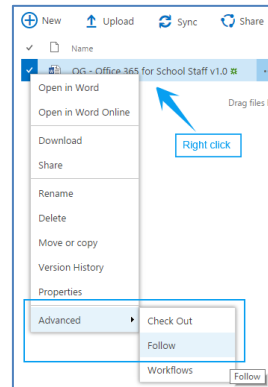 New Upload Sync Share
Name
OG - Office 365 for School Staff v1.0
Open in Word
Drag files
Open in Word Online
Download
Right click
Share
Rename
Delete
Move or copy
Version History
Properties
Advanced
Check Out
Follow
Workflows
Follow